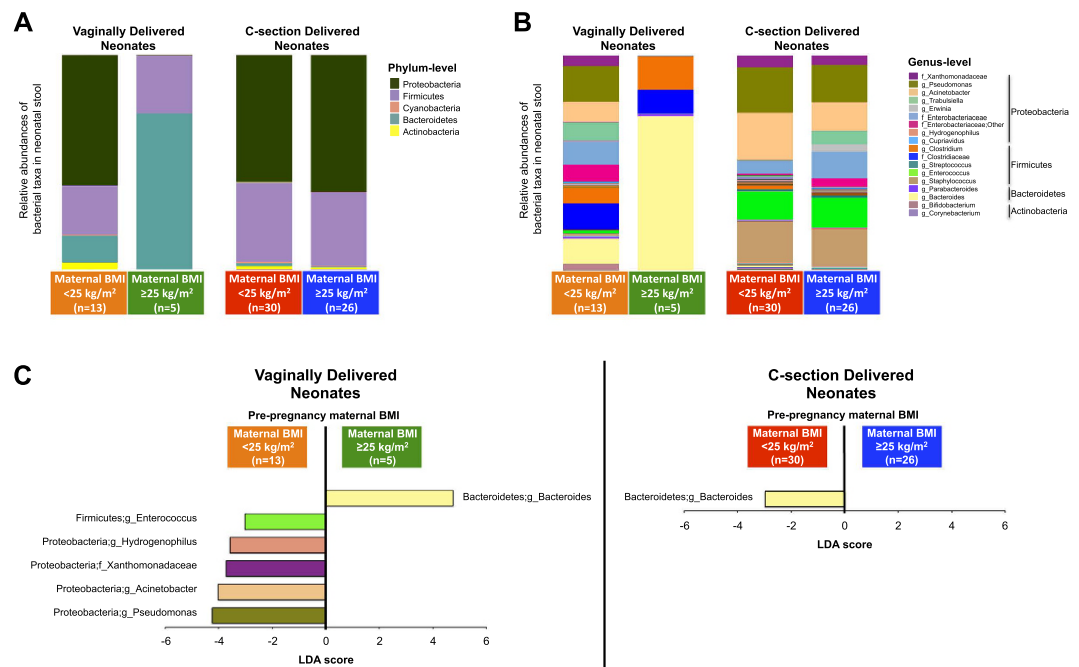 A
Vaginally Delivered
Neonates
C-section Delivered
Neonates
Relative abundances of
bacterial taxa in neonatal stool
Phylum-level
Proteobacteria
Firmicutes
Cyanobacteria
Bacteroidetes
Actinobacteria
Maternal BMI
<25 kg/m²
(n=13)
Maternal BMI
≥25 kg/m²
(n=5)
Maternal BMI
<25 kg/m²
(n=30)
Maternal BMI
≥25 kg/m²
(n=26)
B
Vaginally Delivered
Neonates
C-section Delivered
Neonates
Relative abundances of
bacterial taxa in neonatal stool
Genus-level
f_Xanthomonadaceae
g_Pseudomonas
g_Acinetobacter
g_Trabulsiella
g_Erwinia
f_Enterobacteriaceae
f_Enterobacteriaceae;Other
g_Hydrogenophilus
g_Cupriavidus
g_Clostridium
f_Clostridiaceae
g_Streptococcus
g_Enterococcus
g_Staphylococcus
g_Parabacteroides
g_Bacteroides
g_Bifidobacterium
g_Corynebacterium
Proteobacteria
Firmicutes
Bacteroidetes
Actinobacteria
Maternal BMI
<25 kg/m²
(n=13)
Maternal BMI
≥25 kg/m²
(n=5)
Maternal BMI
<25 kg/m²
(n=30)
Maternal BMI
≥25 kg/m²
(n=26)
C
Vaginally Delivered
Neonates
Pre-pregnancy maternal BMI
Maternal BMI
<25 kg/m²
(n=13)
Maternal BMI
≥25 kg/m²
(n=5)
Bacteroidetes;g_Bacteroides
Firmicutes;g_Enterococcus
Proteobacteria;g_Hydrogenophilus
Proteobacteria;f_Xanthomonadaceae
Proteobacteria;g_Acinetobacter
Proteobacteria;g_Pseudomonas
-6 -4 -2 0 2 4 6
LDA score
C-section Delivered
Neonates
Pre-pregnancy maternal BMI
Maternal BMI
<25 kg/m²
(n=30)
Maternal BMI
≥25 kg/m²
(n=26)
Bacteroidetes;g_Bacteroides
-6 -4 -2 0 2 4 6
LDA score